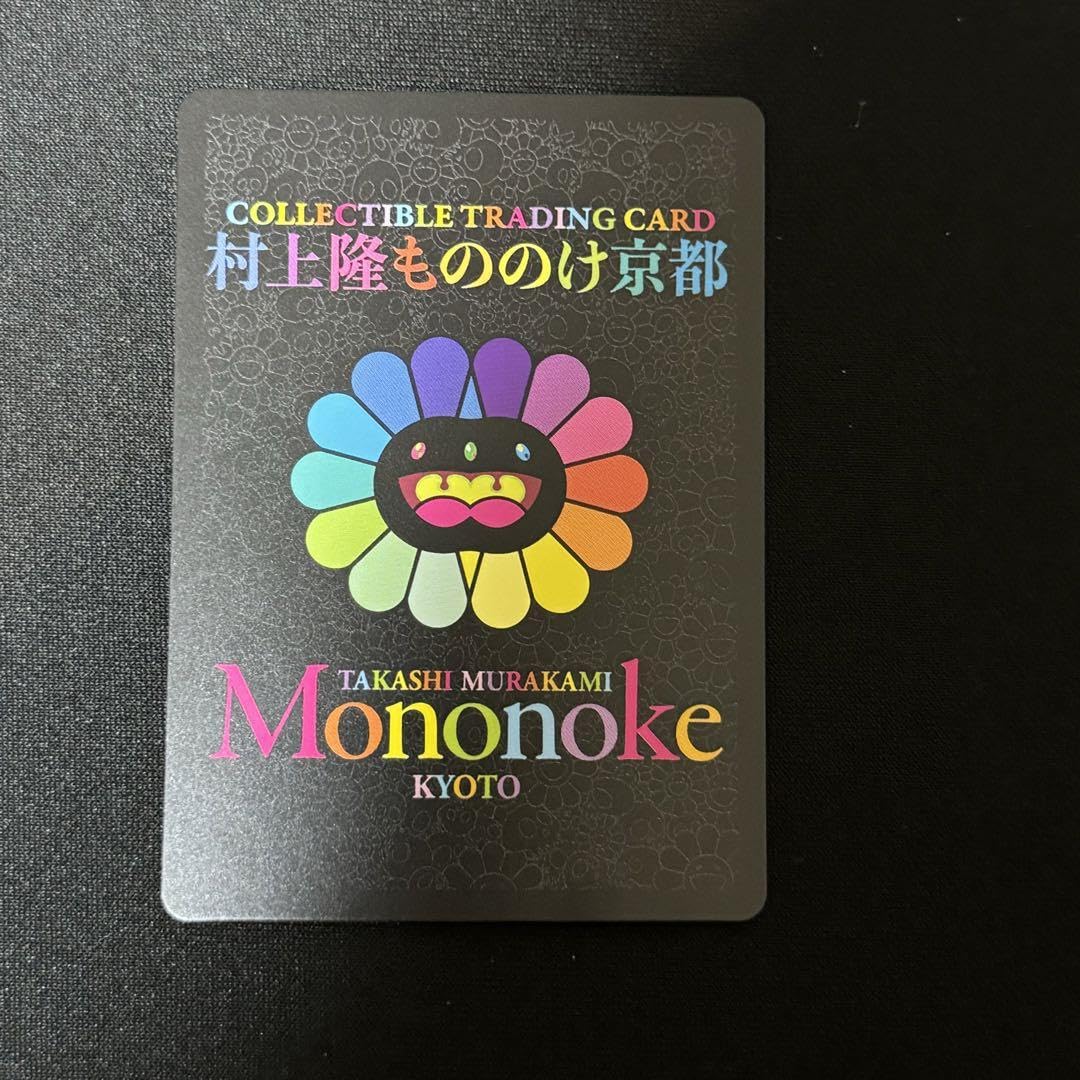 COLLECTIBLE TRADING CARD
村上隆もののけ京都
TAKASHI MURAKAMI
Mononoke
KYOTO